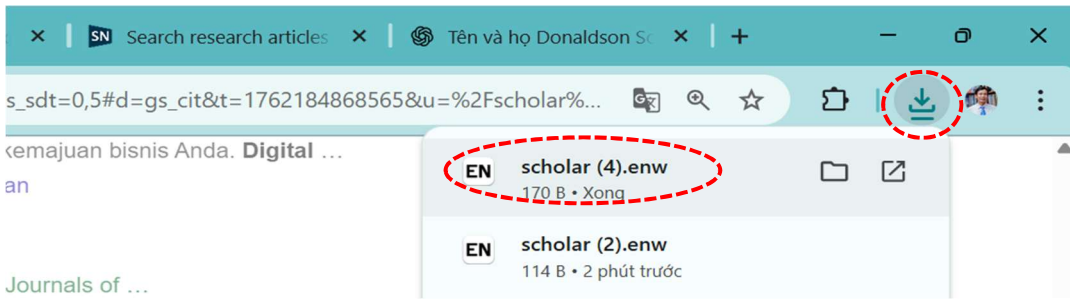 SN Search research articles Tên và họ Donaldson Sc
s_sdt=0,5#d=gs_cit&t=1762184868565&u=%2Fscholar%...
kemajuan bisnis Anda. Digital ...
an
EN scholar (4).enw
170 B • Xong
EN scholar (2).enw
114 B • 2 phút trước
Journals of ...